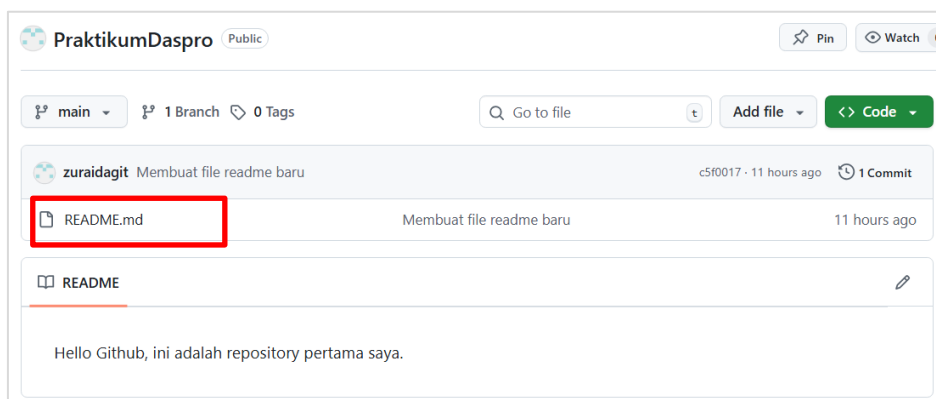 PraktikumDaspro Public Pin Watch
main 1 Branch 0 Tags Go to file t Add file <> Code
zuraidagit Membuat file readme baru c5f0017 · 11 hours ago 1 Commit
README.md Membuat file readme baru 11 hours ago
README
Hello Github, ini adalah repository pertama saya.